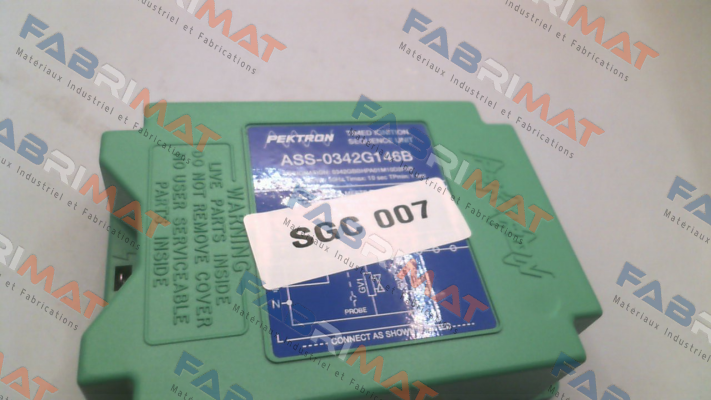 PEKTRON
TIMED IGNITION
SEQUENCE UNIT
ASS-0342G146B
SGC 007
WARNING
LIVE PARTS INSIDE
DO NOT REMOVE COVER
NO USER SERVICEABLE
PARTS INSIDE
N
L
GV1
PROBE
CONNECT AS SHOWN
FABRIMAT
Materiaux Industriel et Fabrications